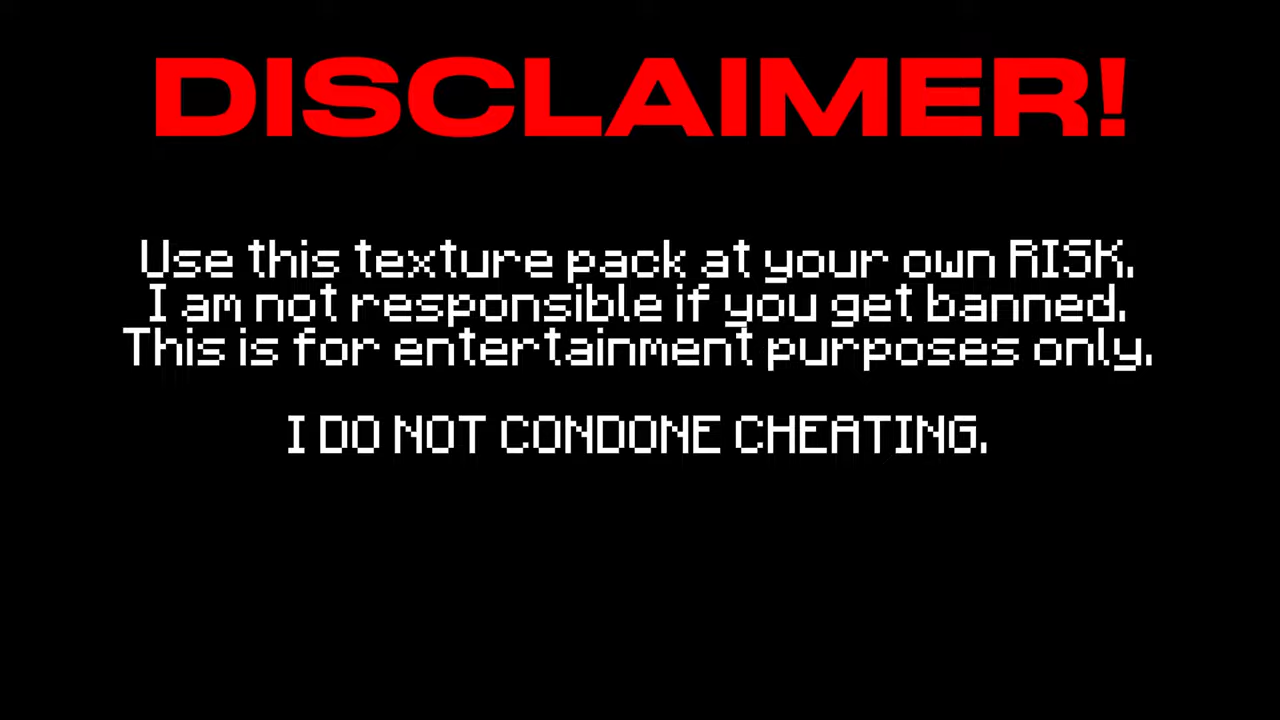 DISCLAIMER!
Use this texture pack at your own RISK.
I am not responsible if you get banned.
This is for entertainment purposes only.
I DO NOT CONDONE CHEATING.